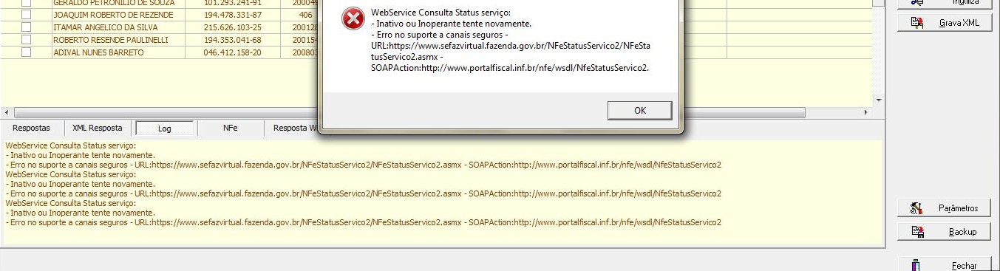 GERALDO PETRONILIO DE SOUZA 101.293.241-91 200049
JOAQUIM ROBERTO DE REZENDE 194.478.331-87 406
ITAMAR ANGELICO DA SILVA 215.626.103-25 200128
ROBERTO RESENDE PAULINELLI 194.353.041-68 200154
ADIVAL NUNES BARRETO 046.412.158-20 200803
WebService Consulta Status serviço:
- Inativo ou Inoperante tente novamente.
- Erro no suporte a canais seguros -
URL:https://www.sefazvirtual.fazenda.gov.br/NFeStatusServico2/NFeSta
tusServico2.asmx -
SOAPAction:http://www.portalfiscal.inf.br/nfe/wsdl/NfeStatusServico2.
OK
Inutiliza
Grava XML
Respostas XML Resposta Log NFe Resposta W
WebService Consulta Status serviço:
- Inativo ou Inoperante tente novamente.
- Erro no suporte a canais seguros - URL:https://www.sefazvirtual.fazenda.gov.br/NFeStatusServico2/NFeStatusServico2.asmx - SOAPAction:http://www.portalfiscal.inf.br/nfe/wsdl/NfeStatusServico2
WebService Consulta Status serviço:
- Inativo ou Inoperante tente novamente.
- Erro no suporte a canais seguros - URL:https://www.sefazvirtual.fazenda.gov.br/NFeStatusServico2/NFeStatusServico2.asmx - SOAPAction:http://www.portalfiscal.inf.br/nfe/wsdl/NfeStatusServico2
WebService Consulta Status serviço:
- Inativo ou Inoperante tente novamente.
- Erro no suporte a canais seguros - URL:https://www.sefazvirtual.fazenda.gov.br/NFeStatusServico2/NFeStatusServico2.asmx - SOAPAction:http://www.portalfiscal.inf.br/nfe/wsdl/NfeStatusServico2
Parâmetros
Backup
Fechar